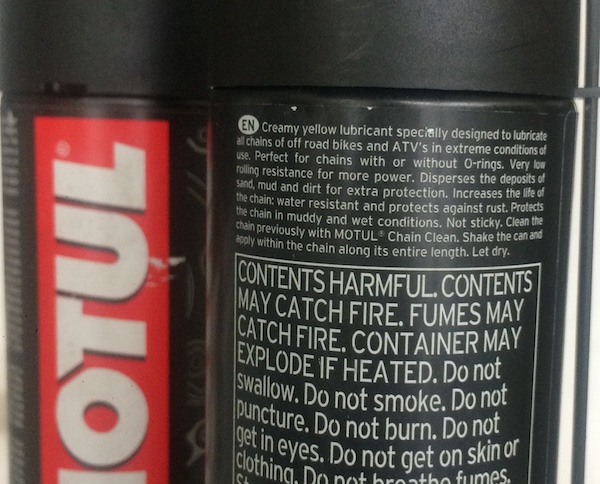 MOTUL®
EN Creamy yellow lubricant specially designed to lubricate
all chains of off road bikes and ATV's in extreme conditions of
use. Perfect for chains with or without O-rings. Very low
rolling resistance for more power. Disperses the deposits of
sand, mud and dirt for extra protection. Increases the life of
the chain: water resistant and protects against rust. Protects
the chain in muddy and wet conditions. Not sticky. Clean the
chain previously with MOTUL® Chain Clean. Shake the can and
apply within the chain along its entire length. Let dry.
CONTENTS HARMFUL. CONTENTS
MAY CATCH FIRE. FUMES MAY
CATCH FIRE. CONTAINER MAY
EXPLODE IF HEATED. Do not
swallow. Do not smoke. Do not
puncture. Do not burn. Do not
get in eyes. Do not get on skin or
clothing. Do not breathe fumes.